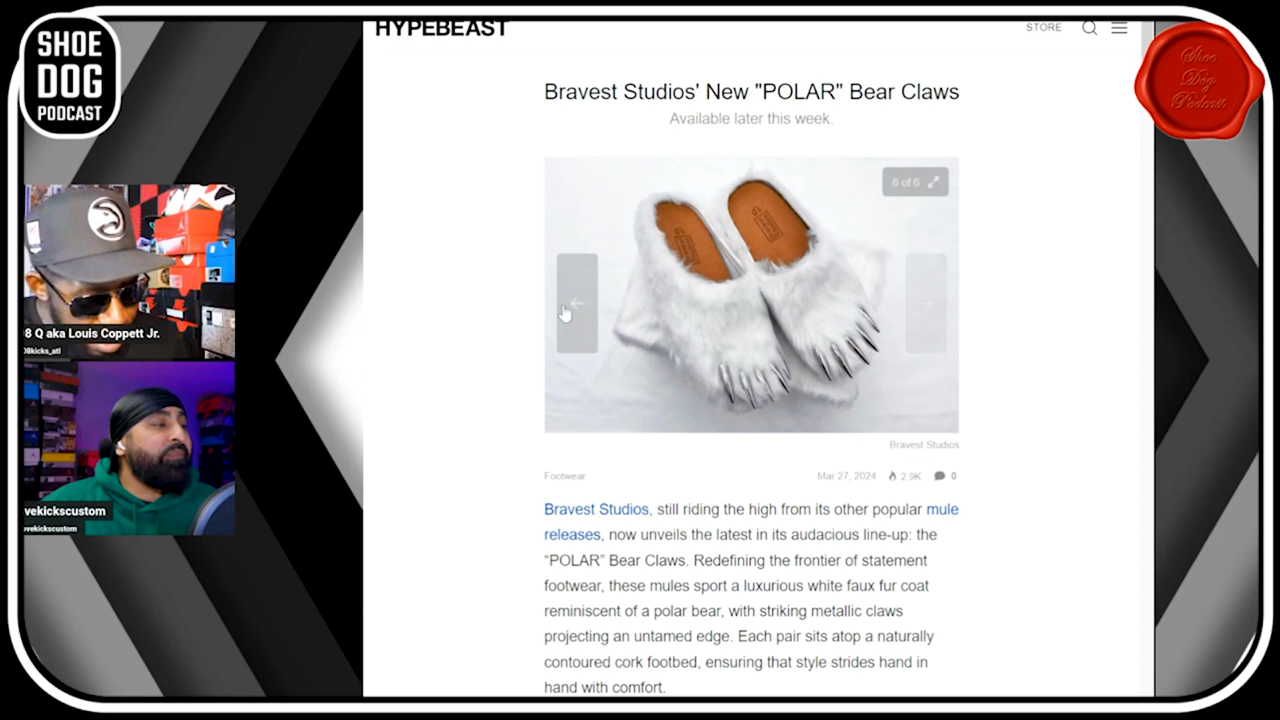 SHOE
DOG
PODCAST
HYPEBEAST
STORE
Shoe
Dog
Podcast
Bravest Studios' New "POLAR" Bear Claws
Available later this week.
6 of 6
8 Q aka Louis Coppett Jr.
08kicks_atl
vekickscustom
ovekickscustom
Bravest Studios
Footwear
Mar 27, 2024
2.9K
0
Bravest Studios, still riding the high from its other popular mule
releases, now unveils the latest in its audacious line-up: the
“POLAR” Bear Claws. Redefining the frontier of statement
footwear, these mules sport a luxurious white faux fur coat
reminiscent of a polar bear, with striking metallic claws
projecting an untamed edge. Each pair sits atop a naturally
contoured cork footbed, ensuring that style strides hand in
hand with comfort.